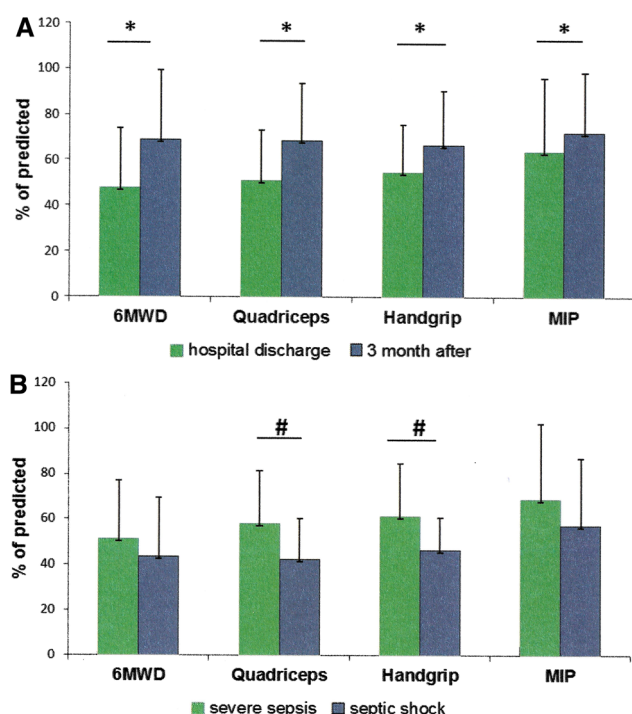 A
120
* * * *
100
80
60
40
20
0
% of predicted
6MWD Quadriceps Handgrip MIP
hospital discharge 3 month after
B
120
100
# #
80
60
40
20
0
% of predicted
6MWD Quadriceps Handgrip MIP
severe sepsis septic shock